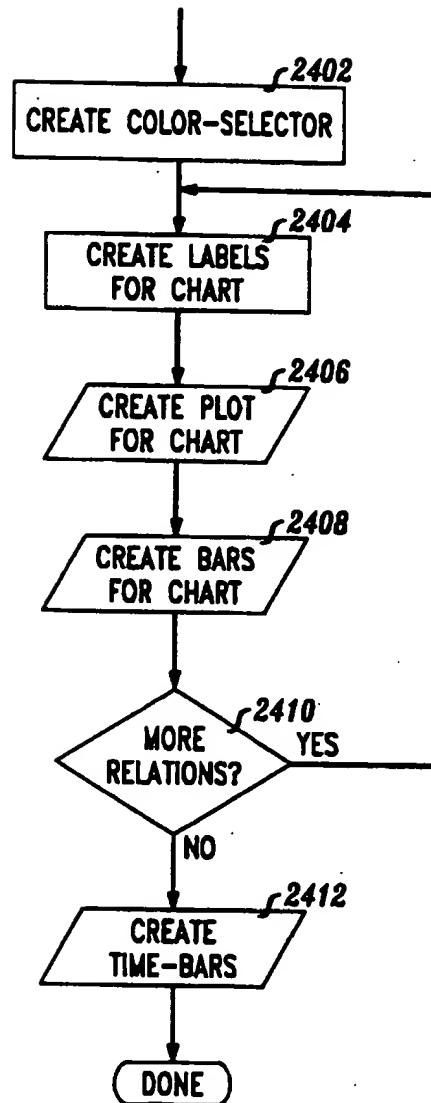 2402
CREATE COLOR-SELECTOR
2404
CREATE LABELS
FOR CHART
2406
CREATE PLOT
FOR CHART
2408
CREATE BARS
FOR CHART
2410
MORE
RELATIONS?
YES
NO
2412
CREATE
TIME-BARS
DONE